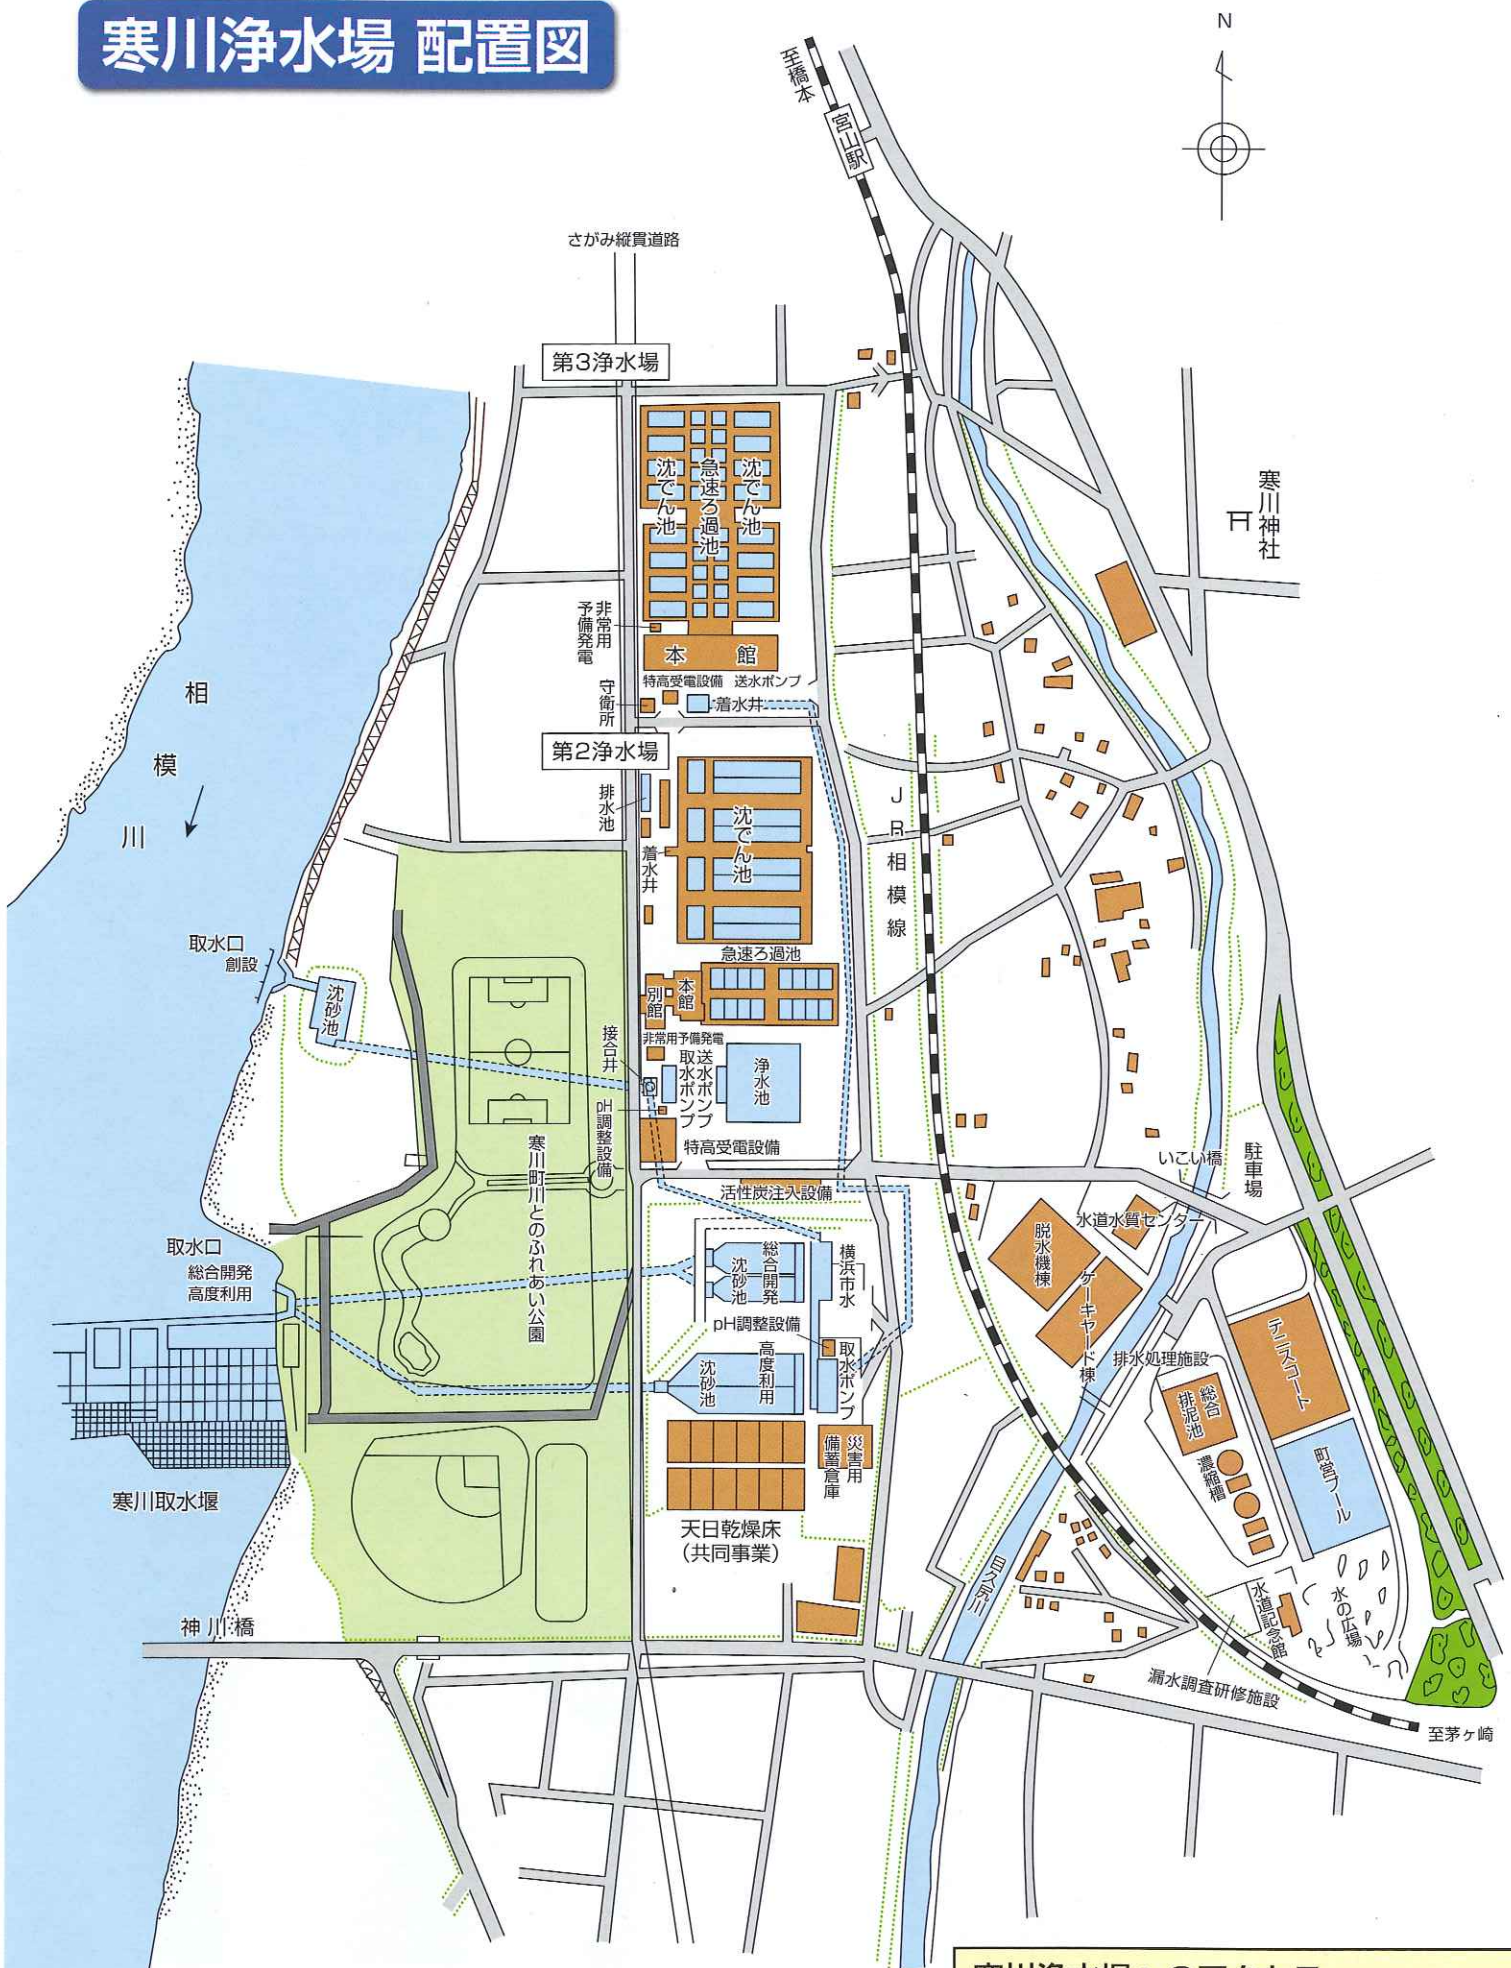 寒川浄水場 配置図
N
至橋本
宮山駅
さがみ縦貫道路
第3浄水場
沈でん池
急速ろ過池
沈でん池
寒川神社
非常用
予備発電
本館
特高受電設備
送水ポンプ
守衛所
着水井
相模川
第2浄水場
排水池
沈でん池
着水井
JR相模線
取水口
創設
沈砂池
急速ろ過池
別館
本館
非常用予備発電
接合井
取水ポンプ
送水ポンプ
浄水池
pH調整設備
特高受電設備
活性炭注入設備
寒川町川とのふれあい公園
いこい橋
駐車場
水道水質センター
脱水機棟
ケーキヤード棟
取水口
総合開発
高度利用
総合開発
沈砂池
横浜市水
pH調整設備
高度利用
沈砂池
取水ポンプ
排水処理施設
テニスコート
総合
排泥池
濃縮槽
町営プール
災害用
備蓄倉庫
寒川取水堰
天日乾燥床
(共同事業)
目久尻川
水道記念館
水の広場
神川橋
漏水調査研修施設
至茅ヶ崎